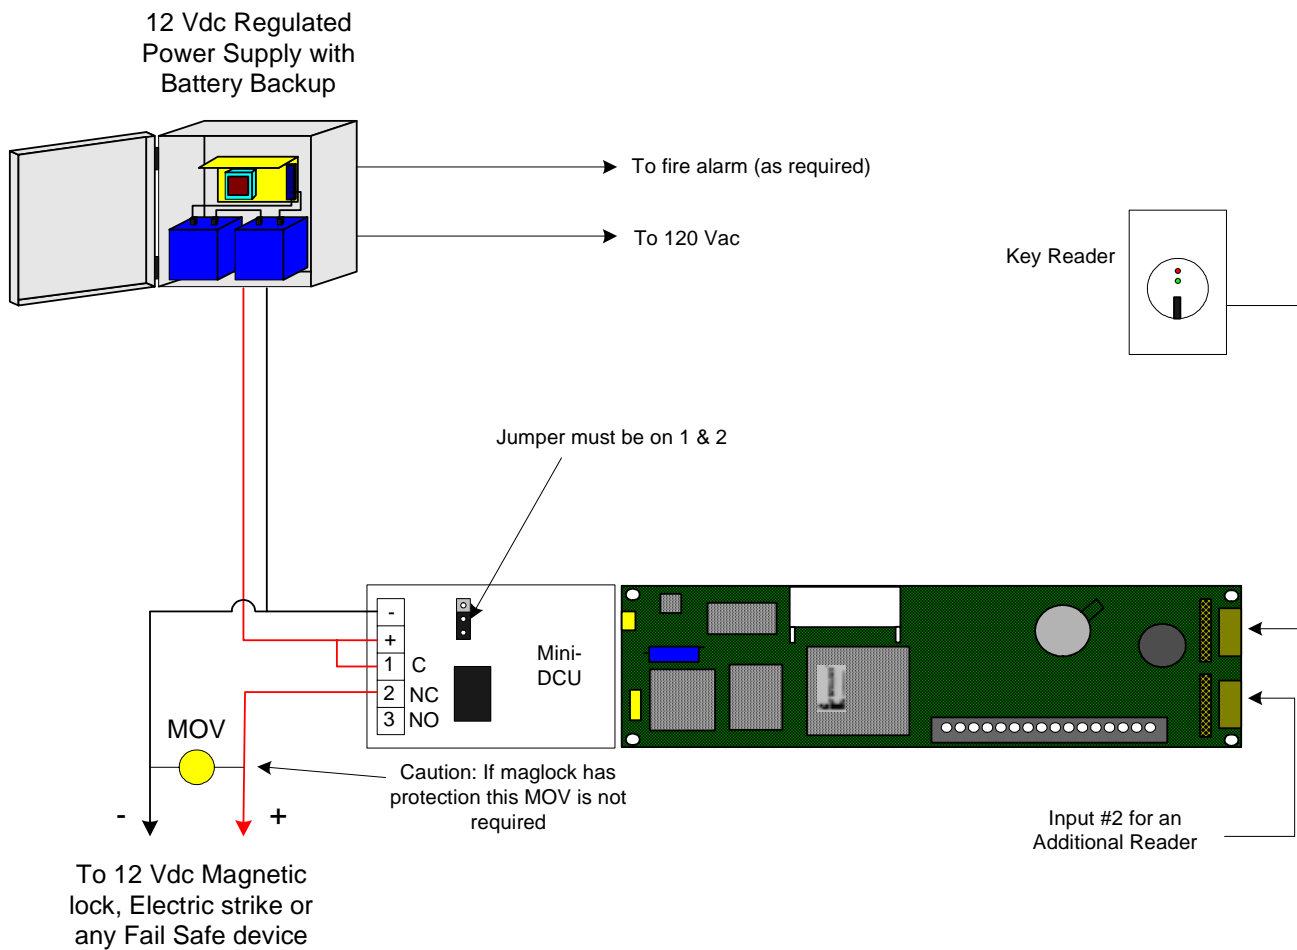 12 Vdc Regulated
Power Supply with
Battery Backup
To fire alarm (as required)
To 120 Vac
Key Reader
Jumper must be on 1 & 2
-
+
1 C
2 NC
3 NO
Mini-
DCU
MOV
Caution: If maglock has
protection this MOV is not
required
- +
Input #2 for an
Additional Reader
To 12 Vdc Magnetic
lock, Electric strike or
any Fail Safe device